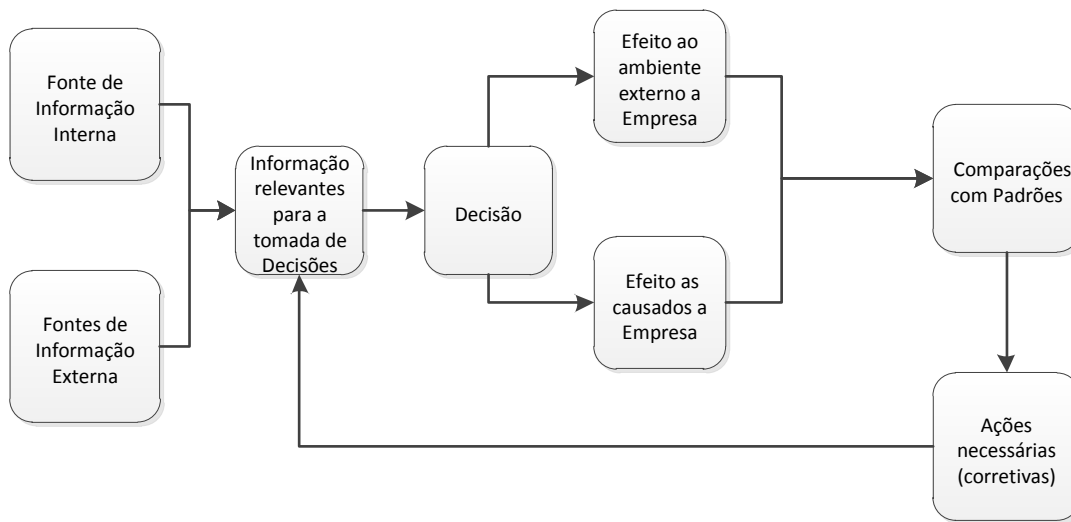 Fonte de
Informação
Interna
Fontes de
Informação
Externa
Informação
relevantes
para a
tomada de
Decisões
Decisão
Efeito ao
ambiente
externo a
Empresa
Efeito as
causados a
Empresa
Comparações
com Padrões
Ações
necessárias
(corretivas)